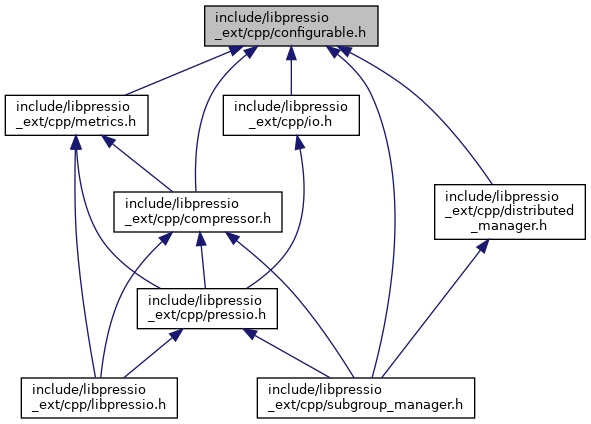 include/libpressio
_ext/cpp/configurable.h
include/libpressio
_ext/cpp/metrics.h
include/libpressio
_ext/cpp/io.h
include/libpressio
_ext/cpp/compressor.h
include/libpressio
_ext/cpp/distributed
_manager.h
include/libpressio
_ext/cpp/pressio.h
include/libpressio
_ext/cpp/libpressio.h
include/libpressio
_ext/cpp/subgroup_manager.h